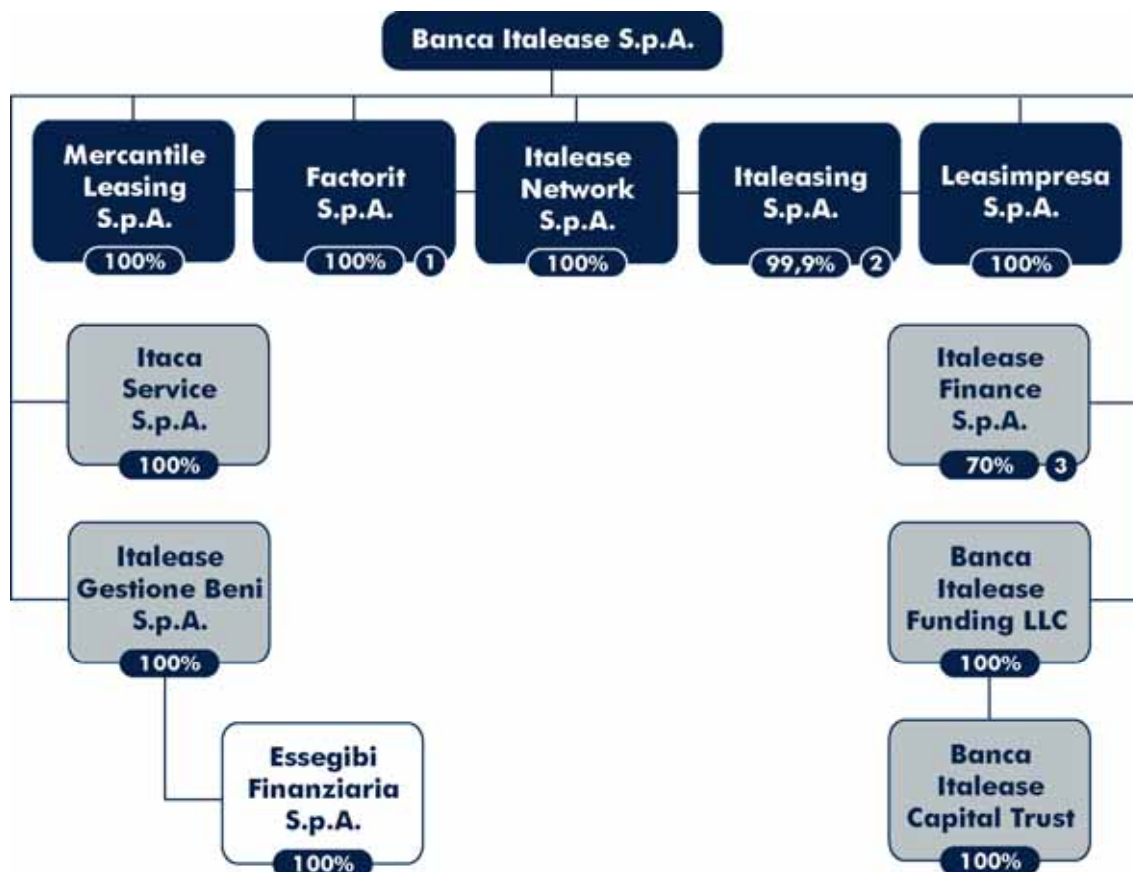 Banca Italease S.p.A.
Mercantile
Leasing
S.p.A.
100%
Factorit
S.p.A.
100%
1
Italease
Network
S.p.A.
100%
Italeasing
S.p.A.
99,9%
2
Leasimpresa
S.p.A.
100%
Itaca
Service
S.p.A.
100%
Italease
Finance
S.p.A.
70%
3
Italease
Gestione Beni
S.p.A.
100%
Banca
Italease
Funding LLC
100%
Essegibi
Finanziaria
S.p.A.
100%
Banca
Italease
Capital Trust
100%